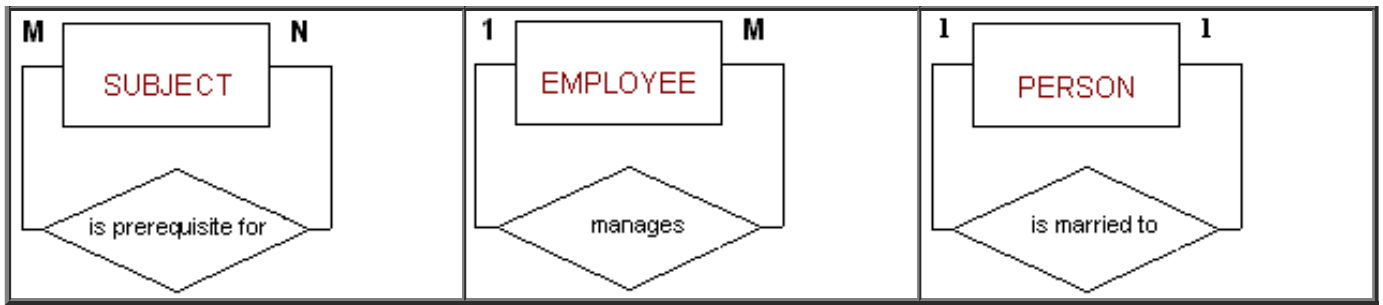 M N
SUBJECT
is prerequisite for
1 M
EMPLOYEE
manages
1 1
PERSON
is married to